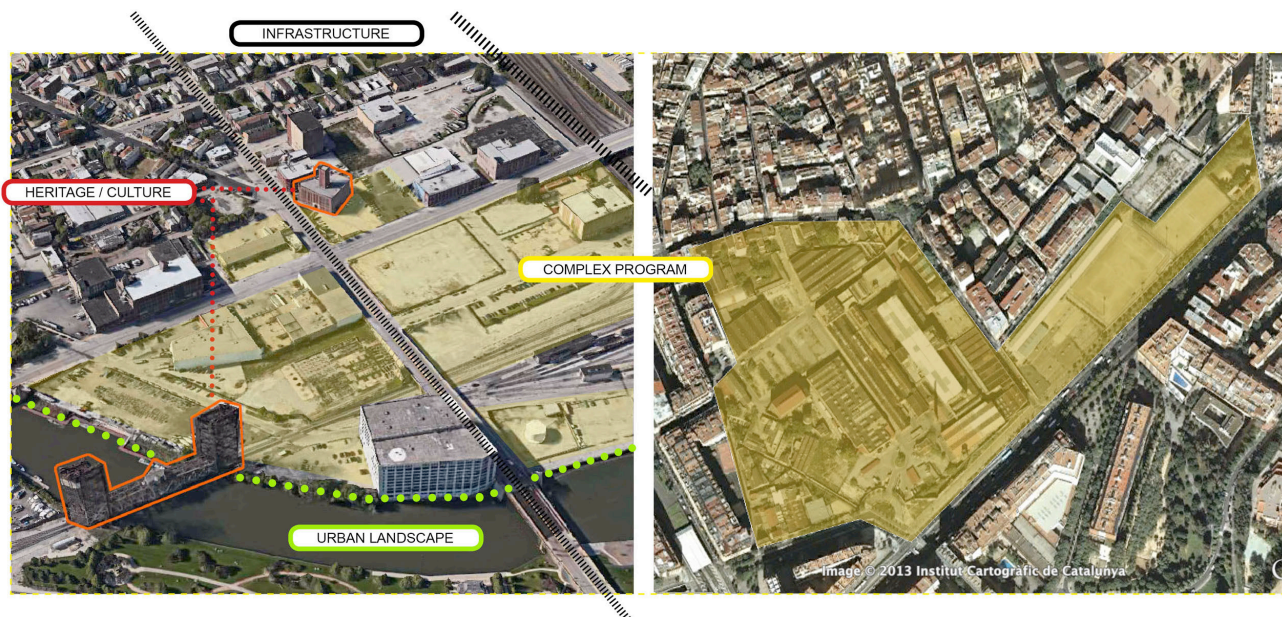 INFRASTRUCTURE
HERITAGE / CULTURE
COMPLEX PROGRAM
URBAN LANDSCAPE
Image © 2013 Institut Cartogràfic de Catalunya